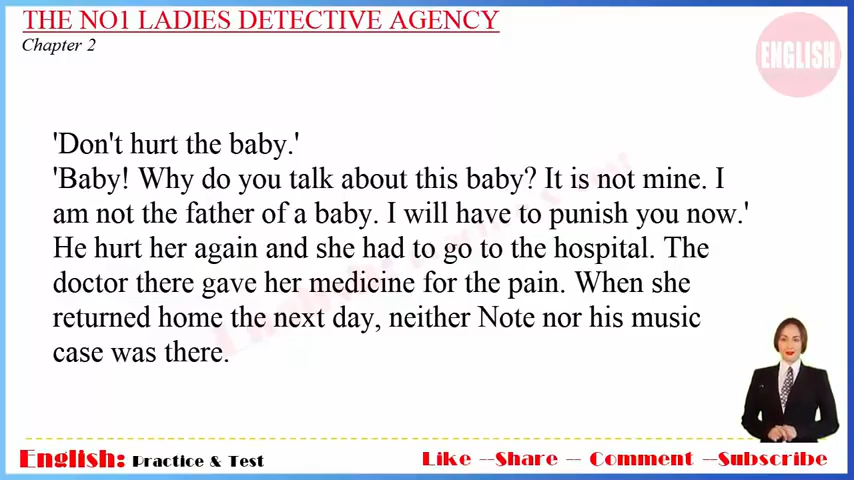 THE NO1 LADIES DETECTIVE AGENCY
Chapter 2
ENGLISH
'Don't hurt the baby.'
'Baby! Why do you talk about this baby? It is not mine. I
am not the father of a baby. I will have to punish you now.'
He hurt her again and she had to go to the hospital. The
doctor there gave her medicine for the pain. When she
returned home the next day, neither Note nor his music
case was there.
English: Practice & Test
Like --Share -- Comment --Subscribe